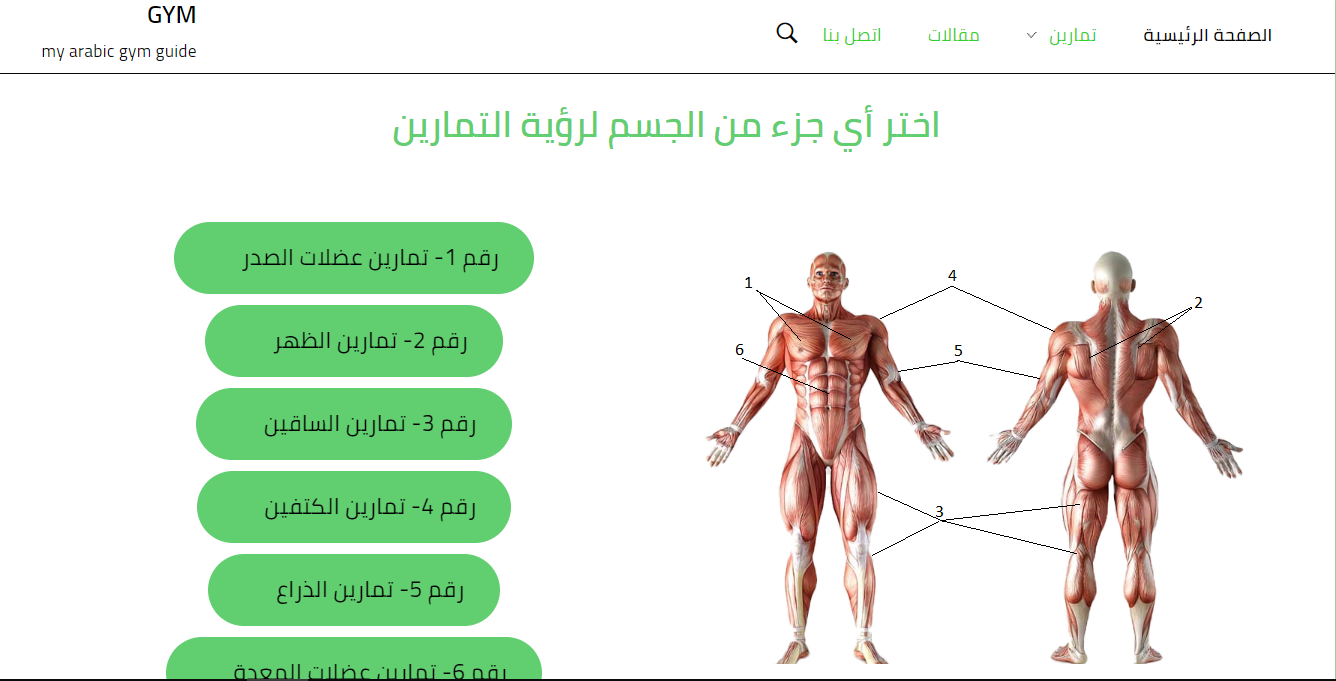 GYM
my arabic gym guide
الصفحة الرئيسية
تمارين
مقالات
اتصل بنا
اختر أي جزء من الجسم لرؤية التمارين
رقم 1- تمارين عضلات الصدر
رقم 2- تمارين الظهر
رقم 3- تمارين الساقين
رقم 4- تمارين الكتفين
رقم 5- تمارين الذراع
رقم 6- تمارين عضلات المعدة
1
4
2
6
5
3